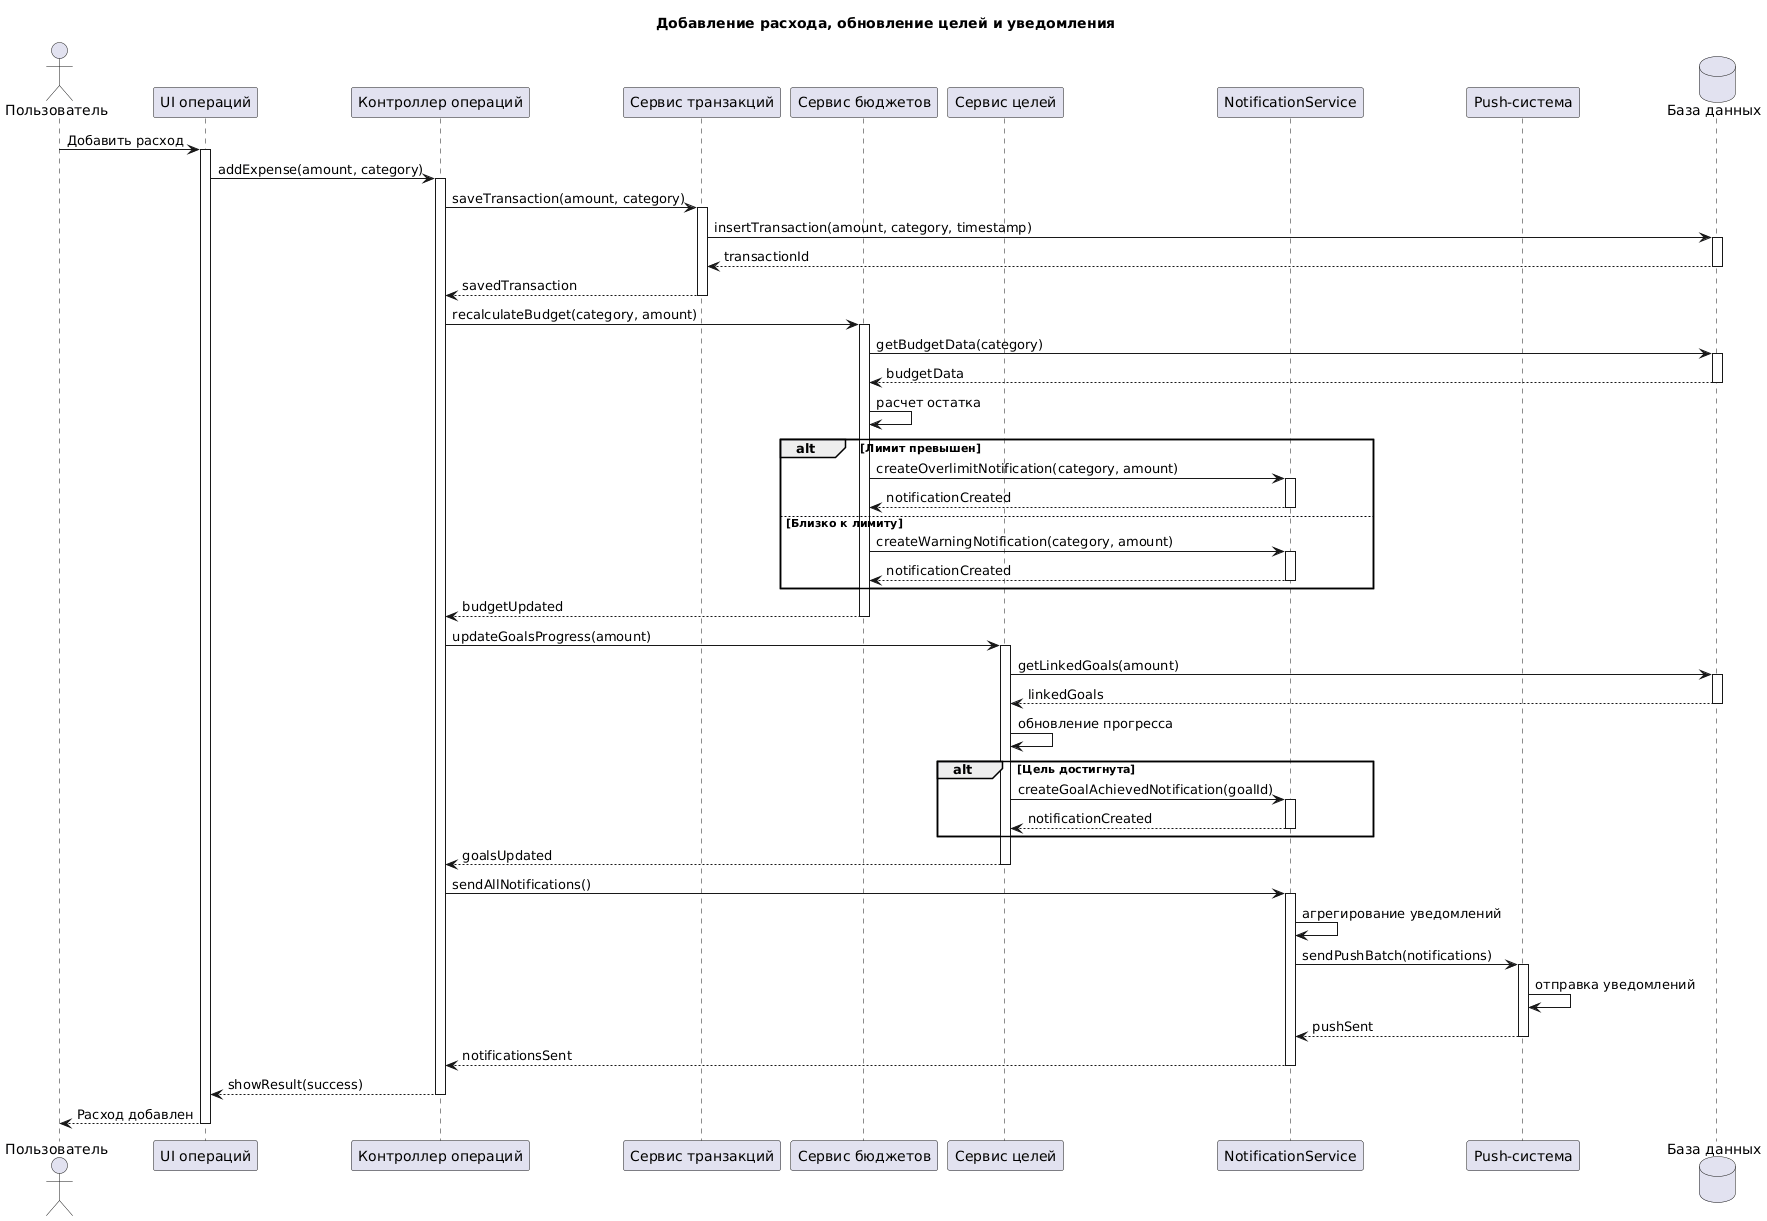 Добавление расхода, обновление целей и уведомления
Пользователь
UI операций
Контроллер операций
Сервис транзакций
Сервис бюджетов
Сервис целей
NotificationService
Push-система
База данных
Добавить расход
addExpense(amount, category)
saveTransaction(amount, category)
insertTransaction(amount, category, timestamp)
transactionId
savedTransaction
recalculateBudget(category, amount)
getBudgetData(category)
budgetData
расчет остатка
alt
[Лимит превышен]
createOverlimitNotification(category, amount)
notificationCreated
[Близко к лимиту]
createWarningNotification(category, amount)
notificationCreated
budgetUpdated
updateGoalsProgress(amount)
getLinkedGoals(amount)
linkedGoals
обновление прогресса
alt
[Цель достигнута]
createGoalAchievedNotification(goalId)
notificationCreated
goalsUpdated
sendAllNotifications()
агрегирование уведомлений
sendPushBatch(notifications)
отправка уведомлений
pushSent
notificationsSent
showResult(success)
Расход добавлен
Пользователь
UI операций
Контроллер операций
Сервис транзакций
Сервис бюджетов
Сервис целей
NotificationService
Push-система
База данных